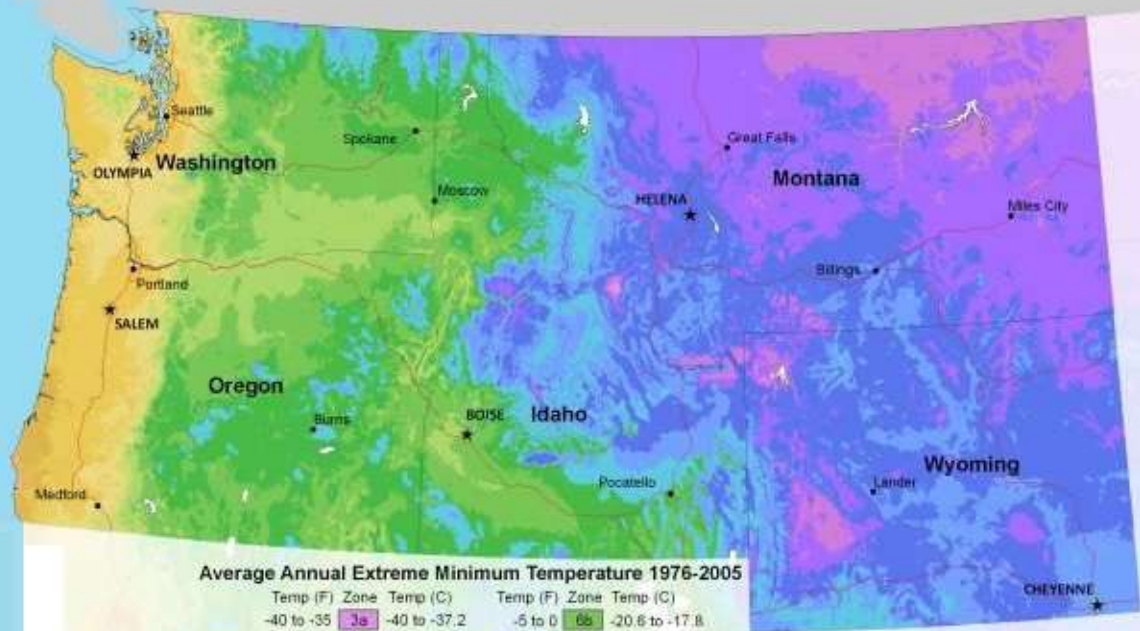 Seattle
Spokane
Great Falls
OLYMPIA
Washington
Moscow
Montana
HELENA
Miles City
Portland
Billings
SALEM
Oregon
Burns
BOISE
Idaho
Wyoming
Medford
Pocatello
Lander
CHEYENNE
Average Annual Extreme Minimum Temperature 1976-2005
Temp (F) Zone Temp (C) Temp (F) Zone Temp (C)
-40 to -35 3a -40 to -37.2 -5 to 0 6b -20.6 to -17.8